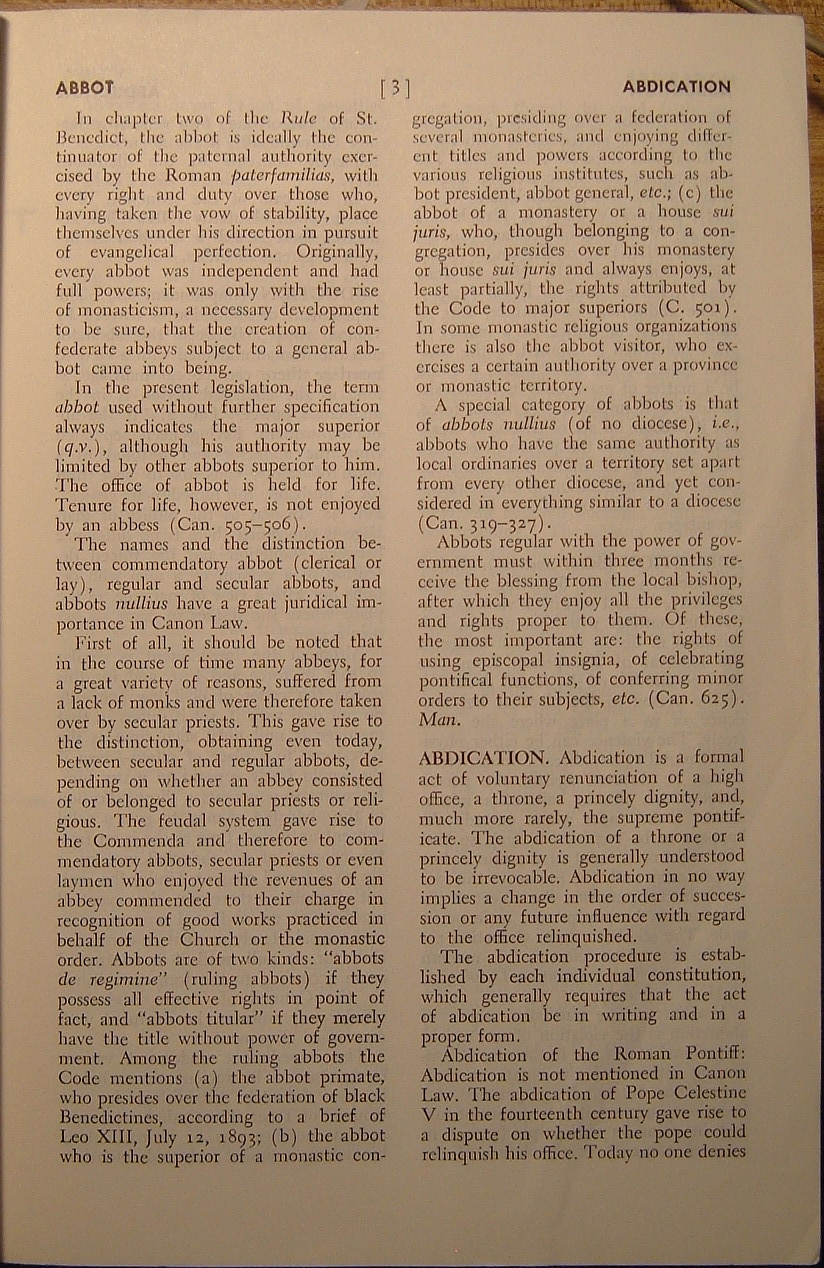 ABBOT [3] ABDICATION
In chapter two of the Rule of St.
Benedict, the abbot is ideally the con-
tinuator of the paternal authority exer-
cised by the Roman paterfamilias, with
every right and duty over those who,
having taken the vow of stability, place
themselves under his direction in pursuit
of evangelical perfection. Originally,
every abbot was independent and had
full powers; it was only with the rise
of monasticism, a necessary development
to be sure, that the creation of con-
federate abbeys subject to a general ab-
bot came into being.
In the present legislation, the term
abbot used without further specification
always indicates the major superior
(q.v.), although his authority may be
limited by other abbots superior to him.
The office of abbot is held for life.
Tenure for life, however, is not enjoyed
by an abbess (Can. 505–506).
The names and the distinction be-
tween commendatory abbot (clerical or
lay), regular and secular abbots, and
abbots nullius have a great juridical im-
portance in Canon Law.
First of all, it should be noted that
in the course of time many abbeys, for
a great variety of reasons, suffered from
a lack of monks and were therefore taken
over by secular priests. This gave rise to
the distinction, obtaining even today,
between secular and regular abbots, de-
pending on whether an abbey consisted
of or belonged to secular priests or reli-
gious. The feudal system gave rise to
the Commenda and therefore to com-
mendatory abbots, secular priests or even
laymen who enjoyed the revenues of an
abbey commended to their charge in
recognition of good works practiced in
behalf of the Church or the monastic
order. Abbots are of two kinds: "abbots
de regimine" (ruling abbots) if they
possess all effective rights in point of
fact, and "abbots titular" if they merely
have the title without power of govern-
ment. Among the ruling abbots the
Code mentions (a) the abbot primate,
who presides over the federation of black
Benedictines, according to a brief of
Leo XIII, July 12, 1893; (b) the abbot
who is the superior of a monastic con-
gregation, presiding over a federation of
several monasteries, and enjoying differ-
ent titles and powers according to the
various religious institutes, such as ab-
bot president, abbot general, etc.; (c) the
abbot of a monastery or a house sui
juris, who, though belonging to a con-
gregation, presides over his monastery
or house sui juris and always enjoys, at
least partially, the rights attributed by
the Code to major superiors (C. 501).
In some monastic religious organizations
there is also the abbot visitor, who ex-
ercises a certain authority over a province
or monastic territory.
A special category of abbots is that
of abbots nullius (of no diocese), i.e.,
abbots who have the same authority as
local ordinaries over a territory set apart
from every other diocese, and yet con-
sidered in everything similar to a diocese
(Can. 319–327).
Abbots regular with the power of gov-
ernment must within three months re-
ceive the blessing from the local bishop,
after which they enjoy all the privileges
and rights proper to them. Of these,
the most important are: the rights of
using episcopal insignia, of celebrating
pontifical functions, of conferring minor
orders to their subjects, etc. (Can. 625).
Man.
ABDICATION. Abdication is a formal
act of voluntary renunciation of a high
office, a throne, a princely dignity, and,
much more rarely, the supreme pontif-
icate. The abdication of a throne or a
princely dignity is generally understood
to be irrevocable. Abdication in no way
implies a change in the order of succes-
sion or any future influence with regard
to the office relinquished.
The abdication procedure is estab-
lished by each individual constitution,
which generally requires that the act
of abdication be in writing and in a
proper form.
Abdication of the Roman Pontiff:
Abdication is not mentioned in Canon
Law. The abdication of Pope Celestine
V in the fourteenth century gave rise to
a dispute on whether the pope could
relinquish his office. Today no one denies